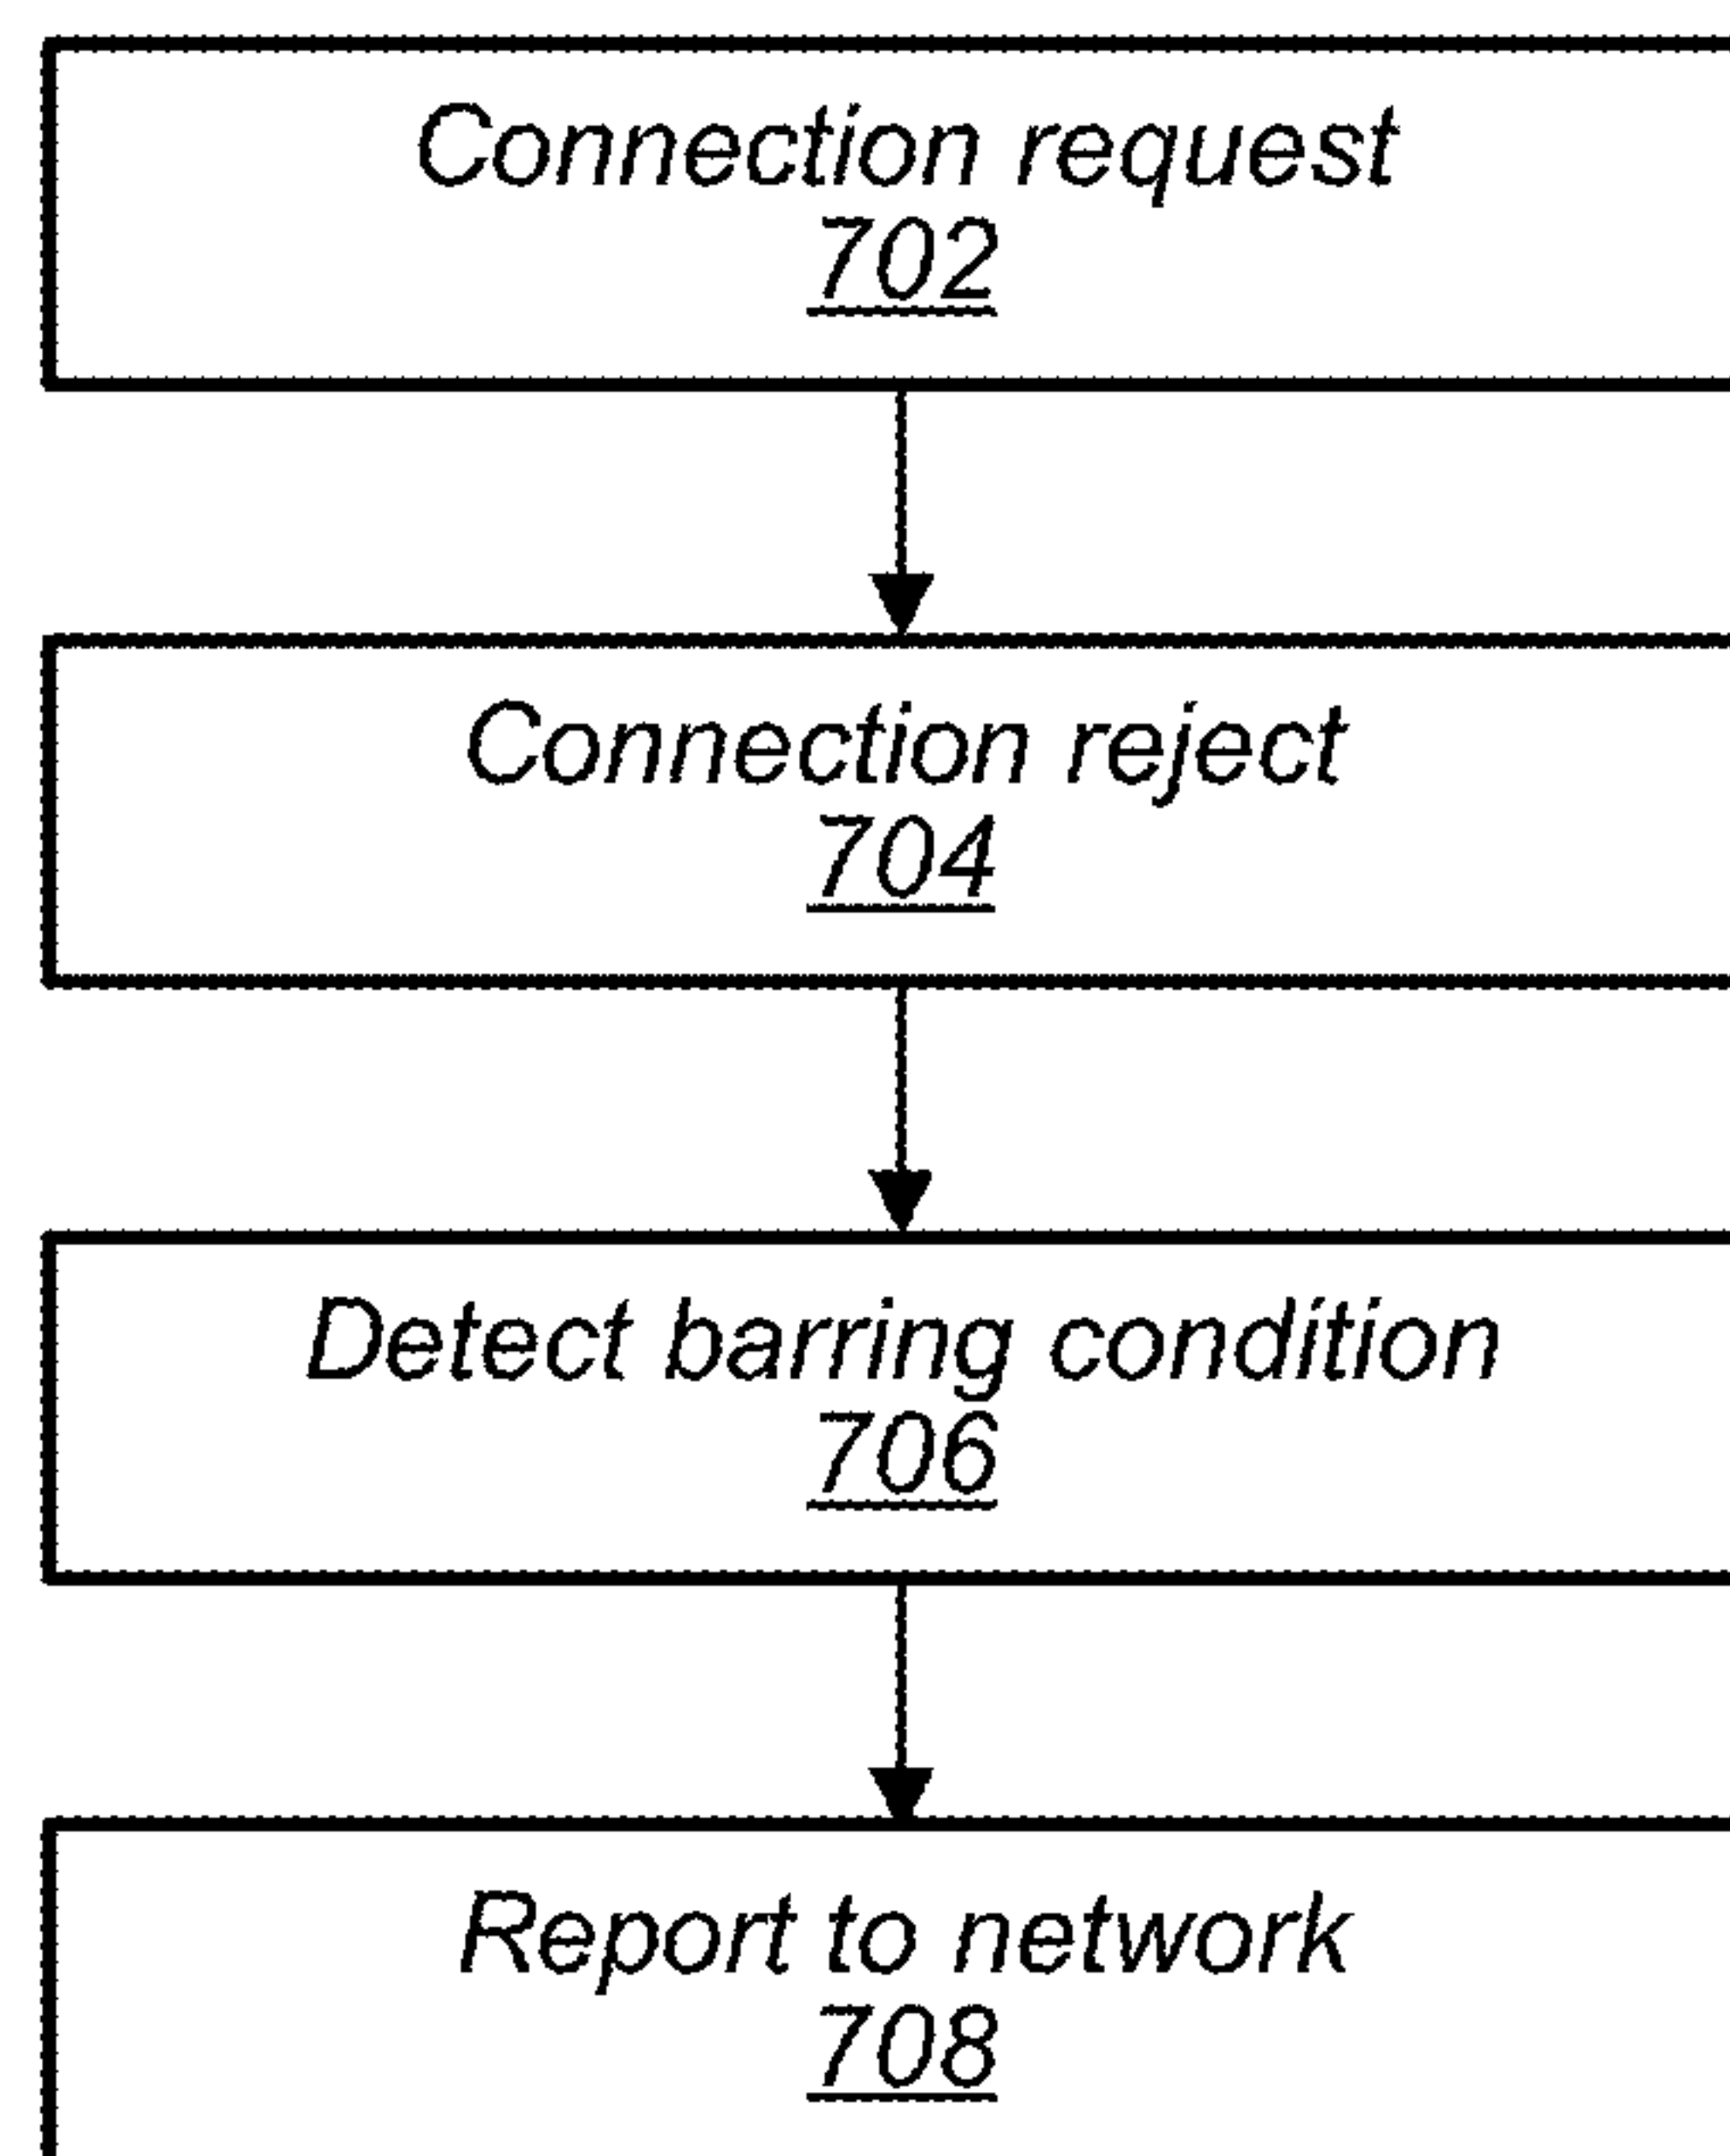 Connection request
702
Connection reject
704
Detect barring condition
706
Report to network
708